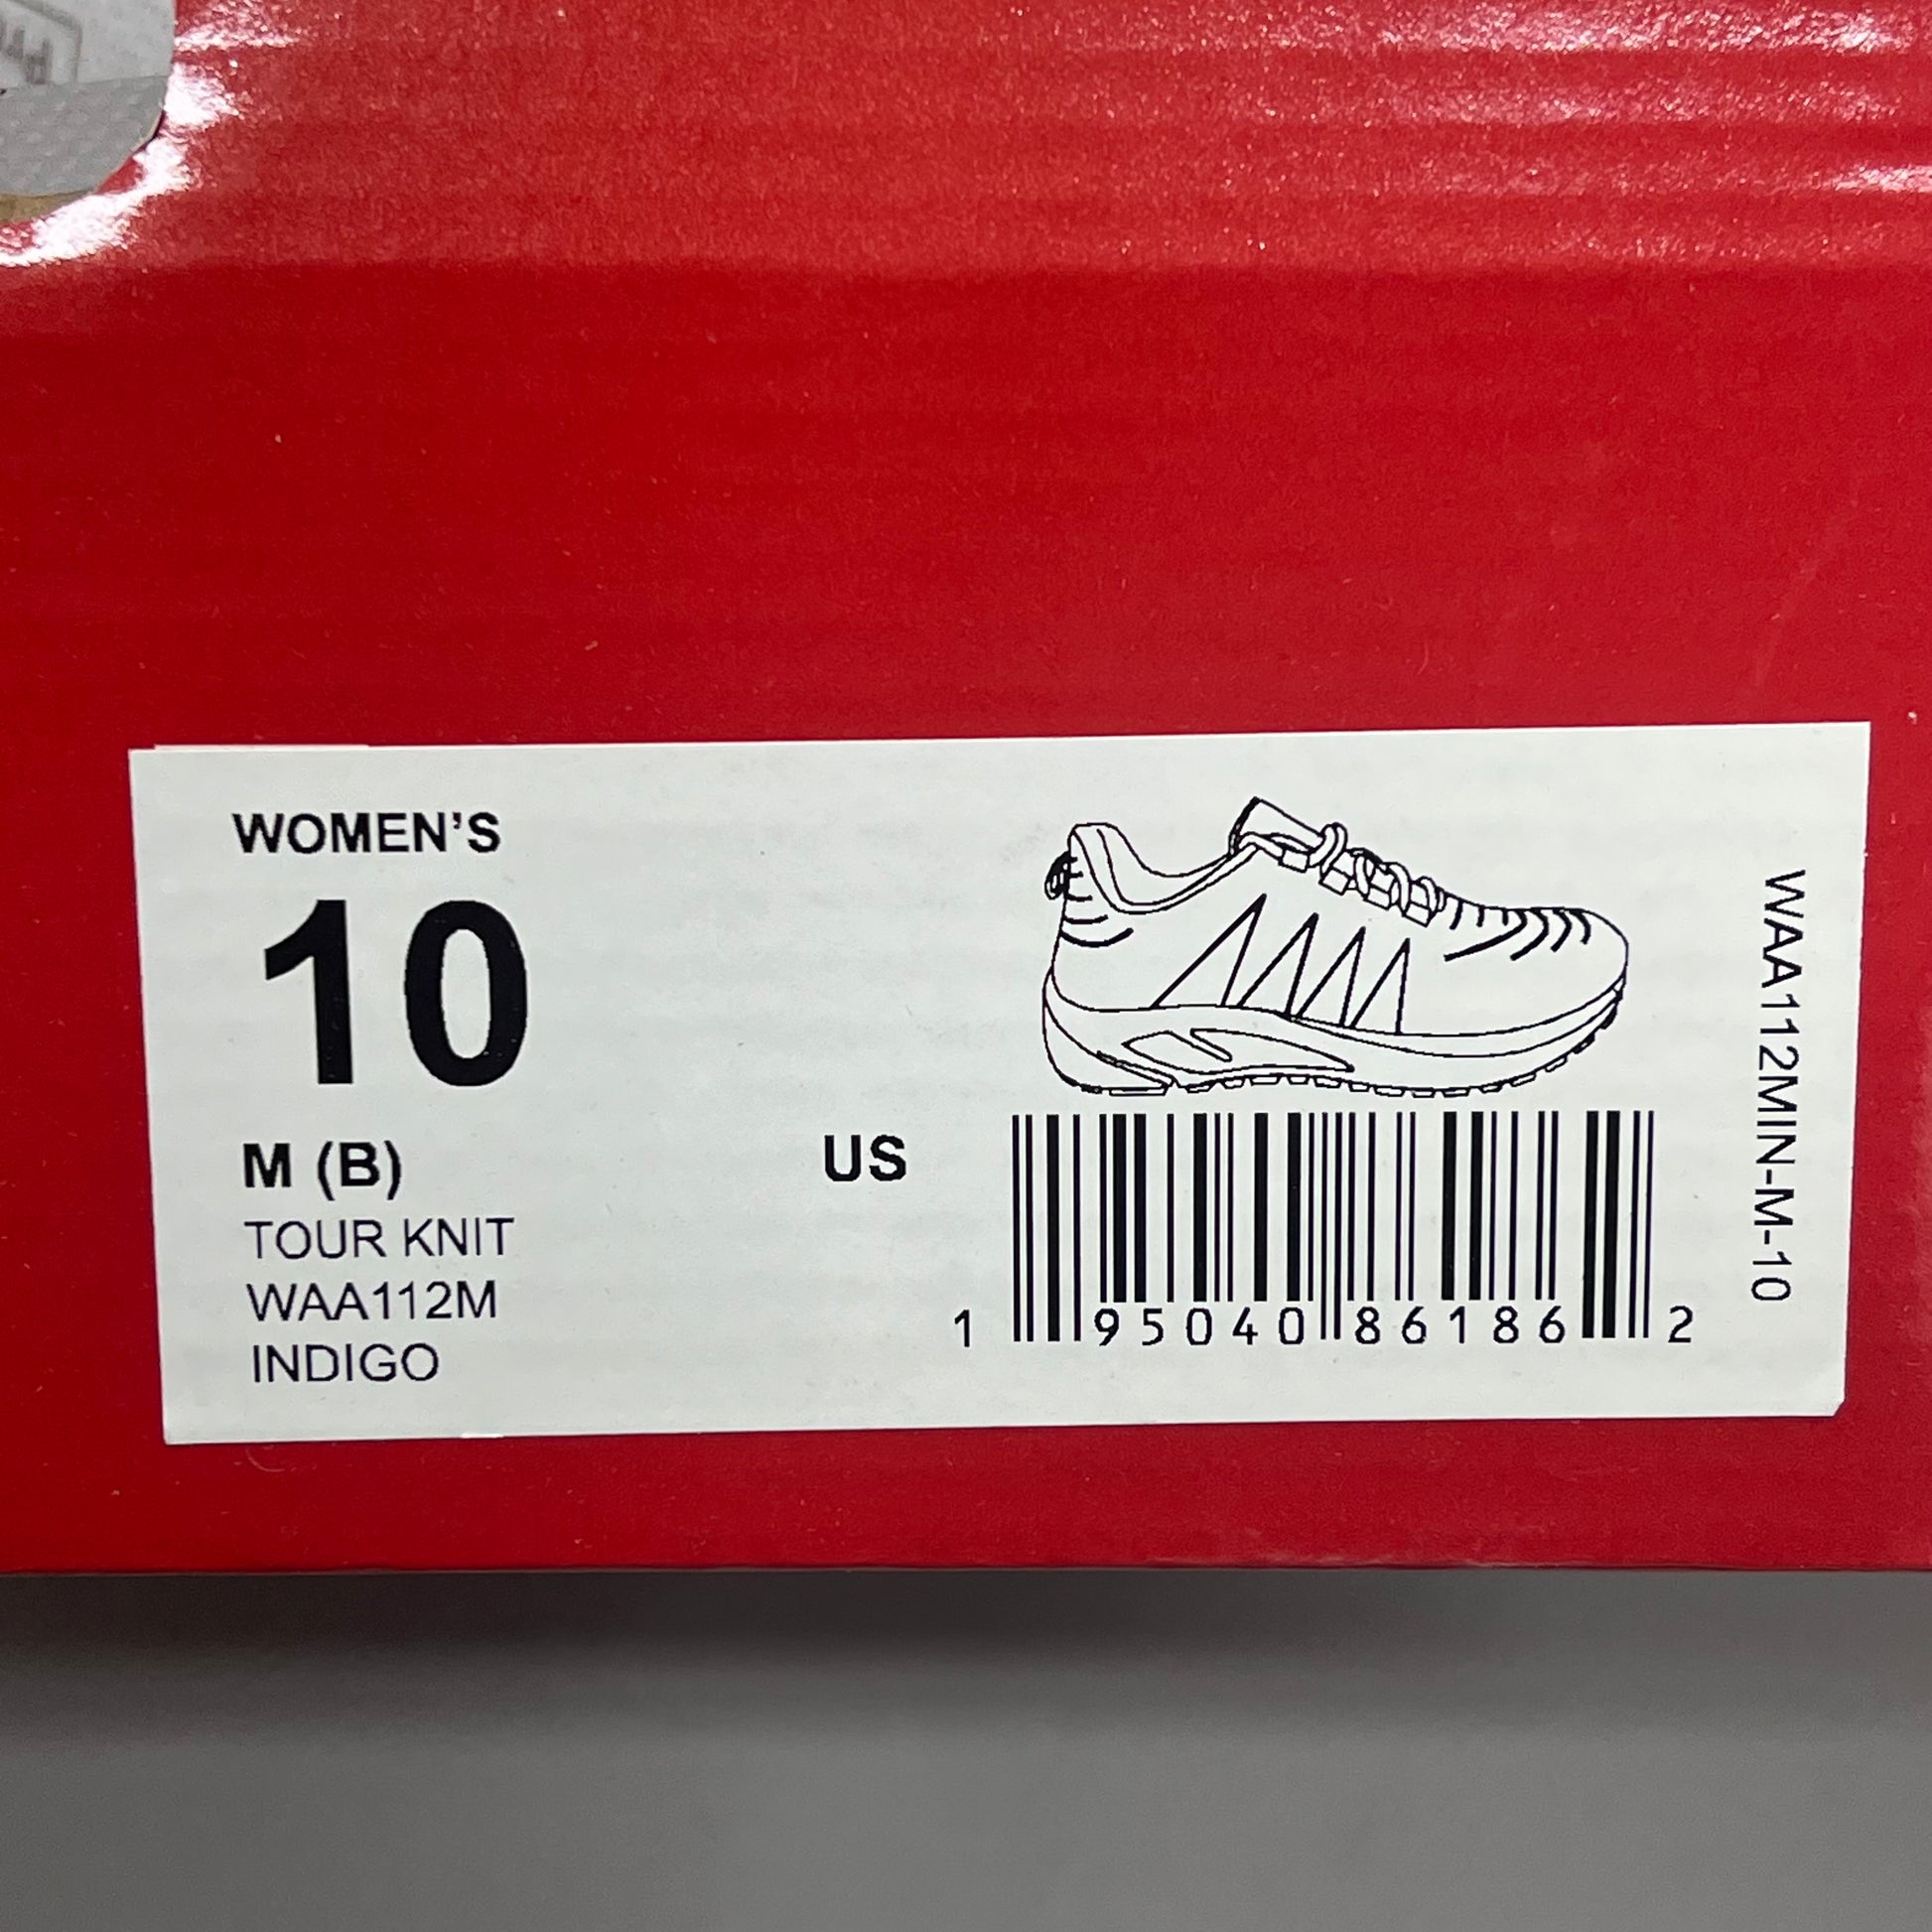 WOMEN'S
10
M (B)
US
TOUR KNIT
WAA112M
INDIGO
1 95040 86186 2
WAA112MIN-M-10